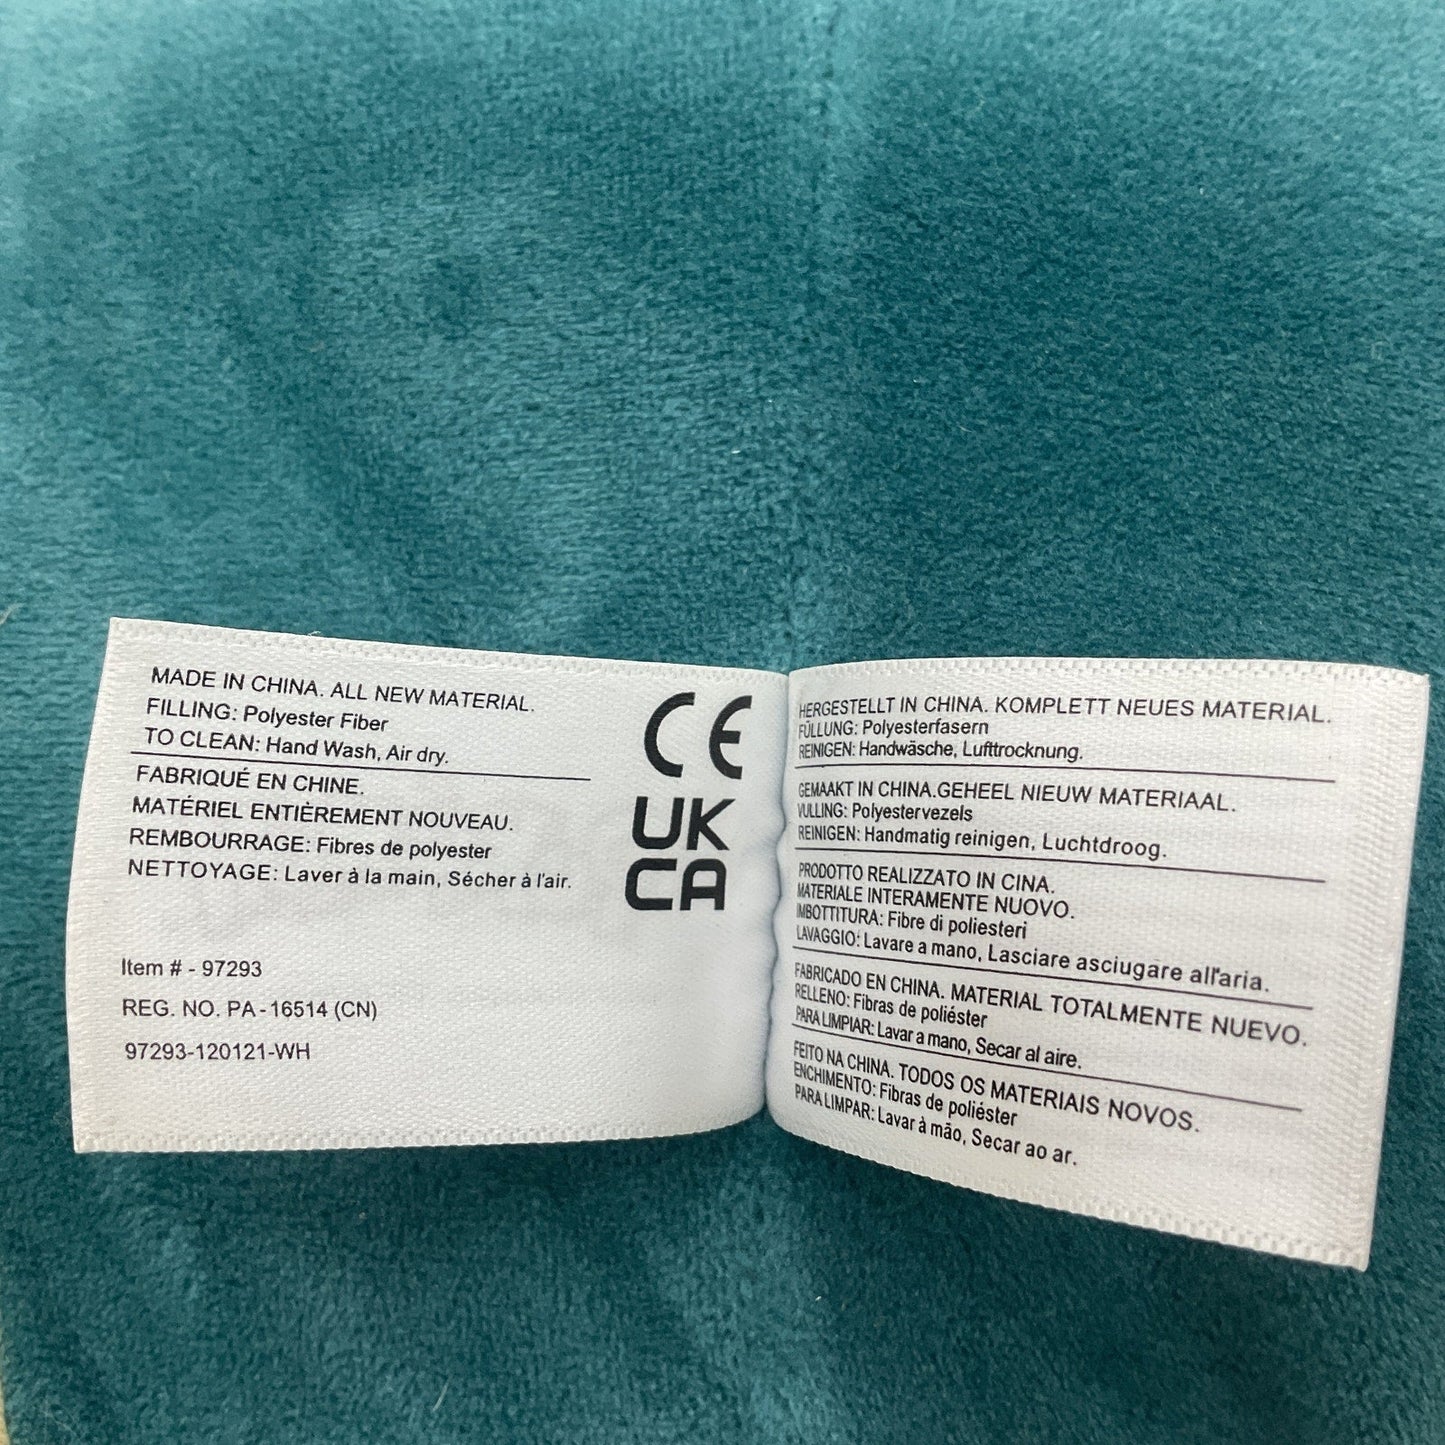 MADE IN CHINA. ALL NEW MATERIAL.
FILLING: Polyester Fiber
TO CLEAN: Hand Wash, Air dry.
FABRIQUÉ EN CHINE.
MATÉRIEL ENTIÈREMENT NOUVEAU.
REMBOURRAGE: Fibres de polyester
NETTOYAGE: Laver à la main, Sécher à l'air.
Item # - 97293
REG. NO. PA-16514 (CN)
97293-120121-WH
CE
UK
CA
HERGESTELLT IN CHINA. KOMPLETT NEUES MATERIAL.
FÜLLUNG: Polyesterfasern
REINIGEN: Handwäsche, Lufttrocknung.
GEMAAKT IN CHINA.GEHEEL NIEUW MATERIAAL.
VULLING: Polyestervezels
REINIGEN: Handmatig reinigen, Luchtdroog.
PRODOTTO REALIZZATO IN CINA.
MATERIALE INTERAMENTE NUOVO.
IMBOTTITURA: Fibre di poliesteri
LAVAGGIO: Lavare a mano, Lasciare asciugare all'aria.
FABRICADO EN CHINA. MATERIAL TOTALMENTE NUEVO.
RELLENO: Fibras de poliéster
PARA LIMPIAR: Lavar a mano, Secar al aire.
FEITO NA CHINA. TODOS OS MATERIAIS NOVOS.
ENCHIMENTO: Fibras de poliéster
PARA LIMPAR: Lavar à mão, Secar ao ar.